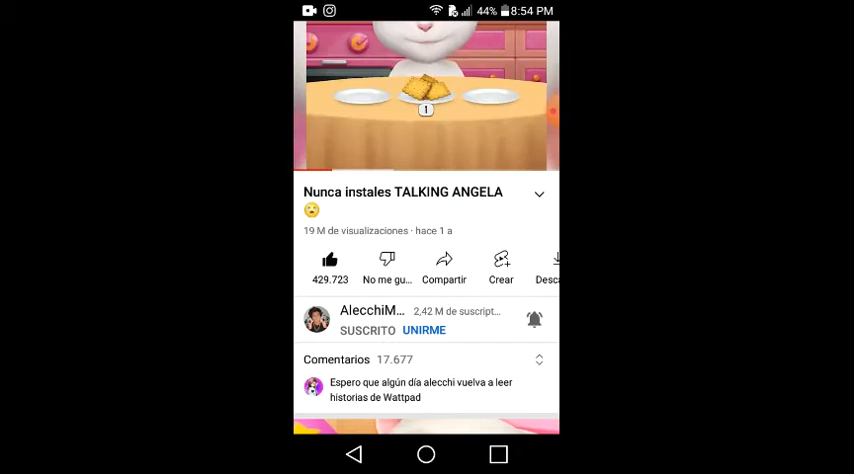 44% 8:54 PM
1
Nunca instales TALKING ANGELA
😲
19 M de visualizaciones · hace 1 a
429.723 No me gu... Compartir Crear Desca
AlecchiM... 2,42 M de suscript...
SUSCRITO UNIRME
Comentarios 17.677
Espero que algún día alecchi vuelva a leer
historias de Wattpad